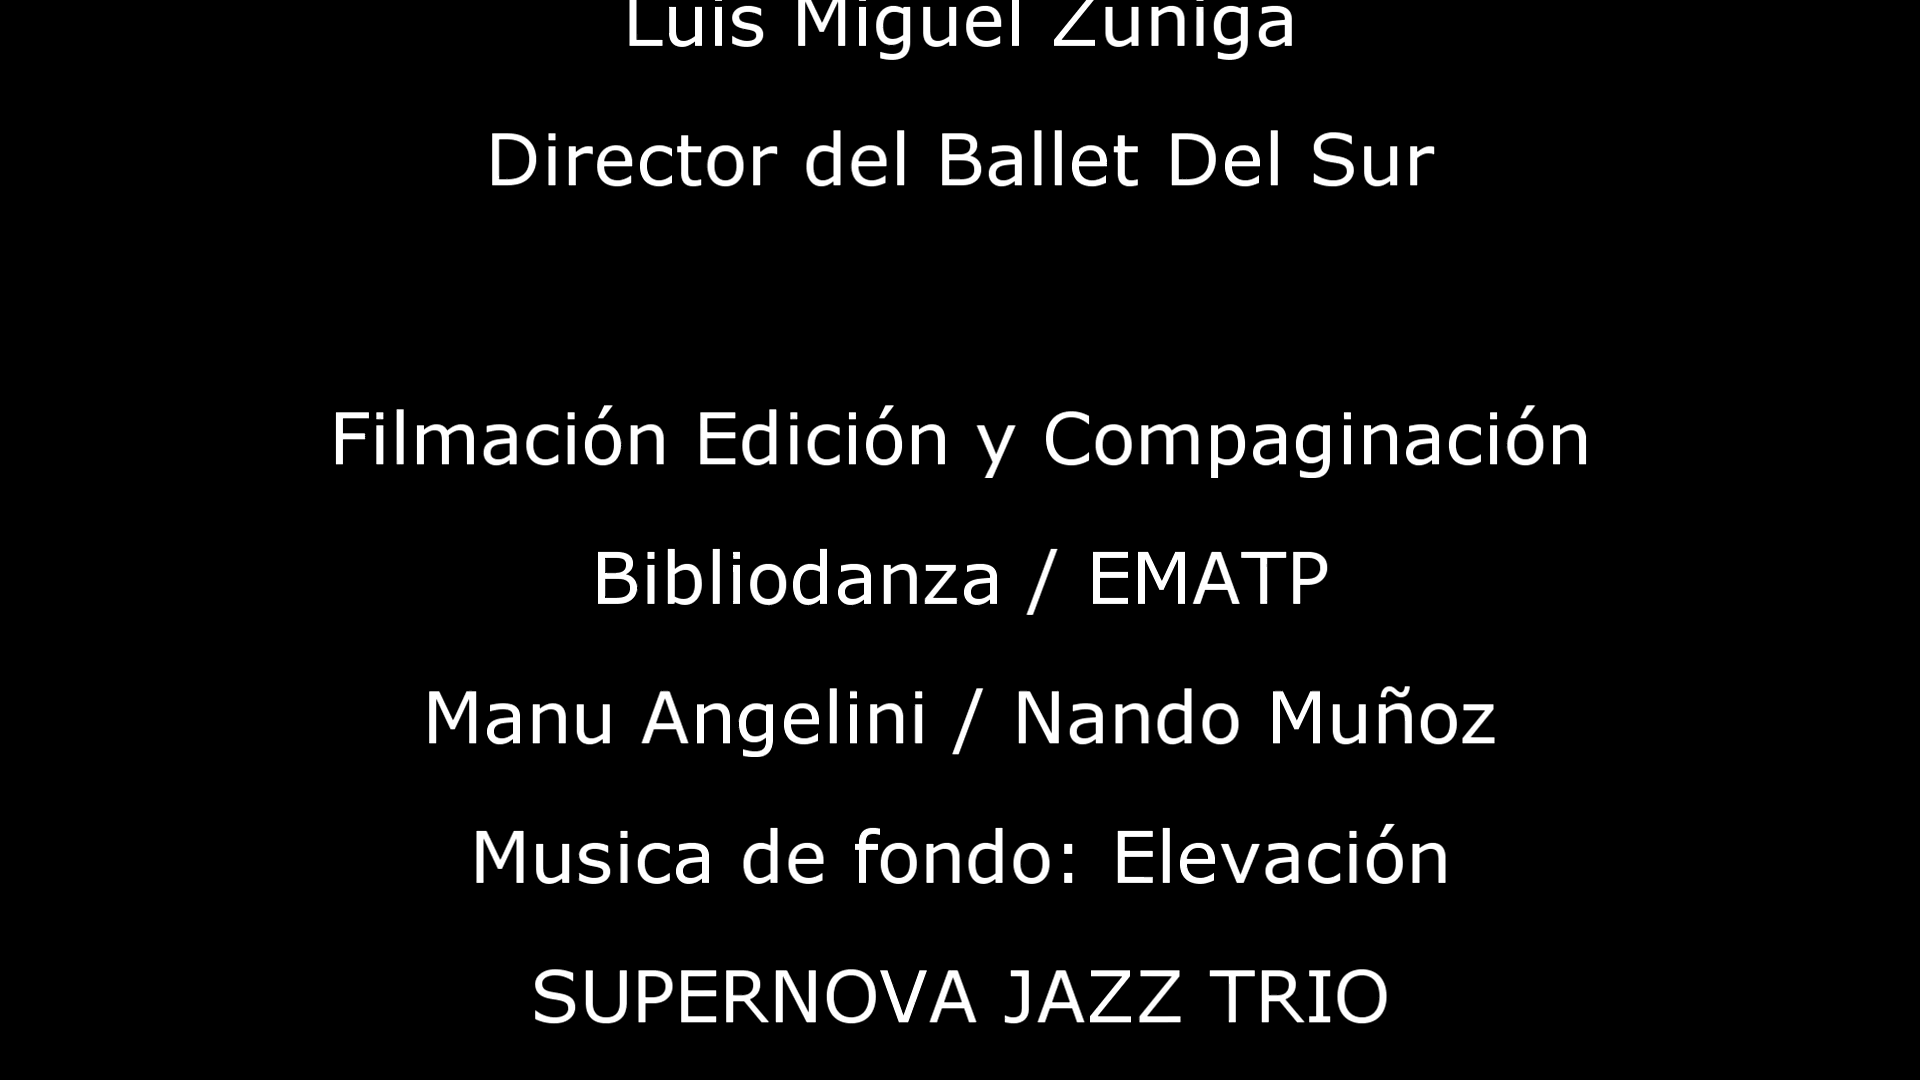 Luis Miguel Zuniga
Director del Ballet Del Sur
Filmación Edición y Compaginación
Bibliodanza / EMATP
Manu Angelini / Nando Muñoz
Musica de fondo: Elevación
SUPERNOVA JAZZ TRIO